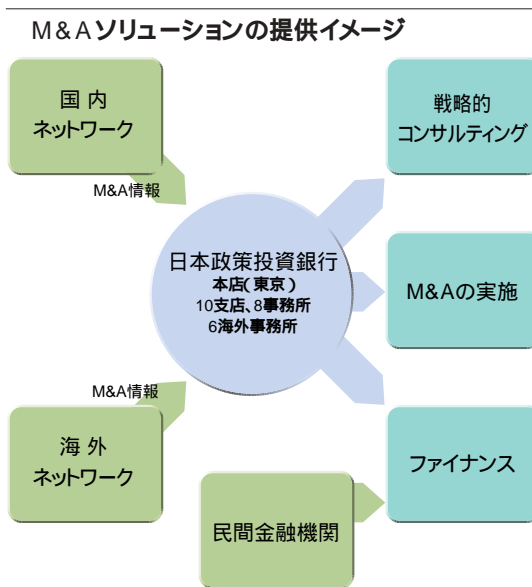 M&Aソリューションの提供イメージ
国内
ネットワーク
M&A情報
戦略的
コンサルティング
日本政策投資銀行
本店(東京)
10支店、8事務所
6海外事務所
M&Aの実施
M&A情報
海外
ネットワーク
ファイナンス
民間金融機関